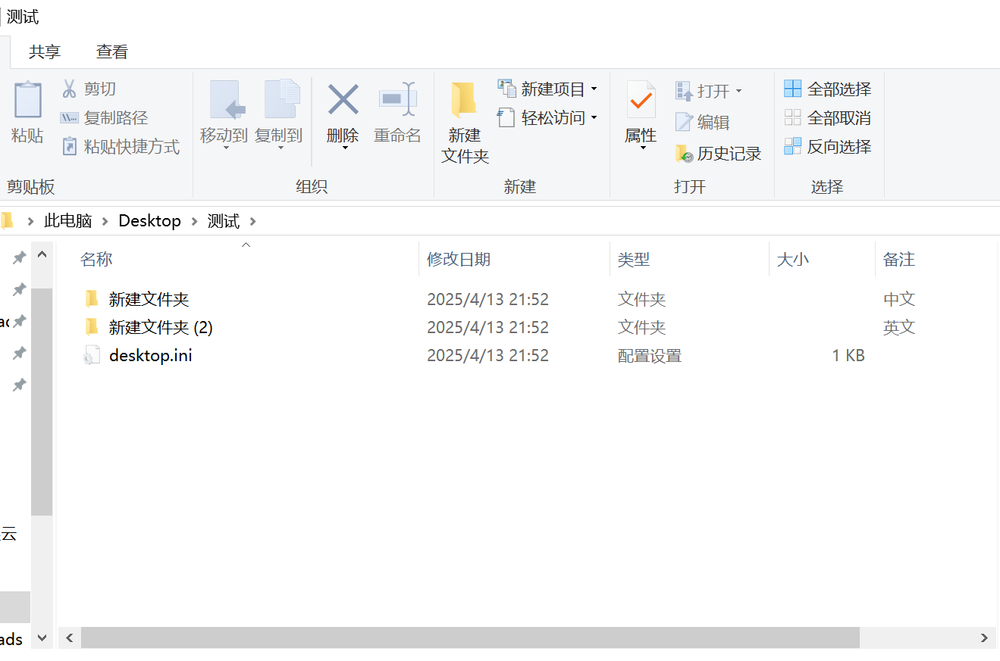 测试
共享 查看
粘贴
剪切
复制路径
粘贴快捷方式
剪贴板
移动到 复制到 删除 重命名
组织
新建
文件夹
新建项目
轻松访问
新建
属性
打开
编辑
历史记录
打开
全部选择
全部取消
反向选择
选择
此电脑 Desktop 测试
名称 修改日期 类型 大小 备注
新建文件夹 2025/4/13 21:52 文件夹 中文
新建文件夹 (2) 2025/4/13 21:52 文件夹 英文
desktop.ini 2025/4/13 21:52 配置设置 1 KB
云
ads